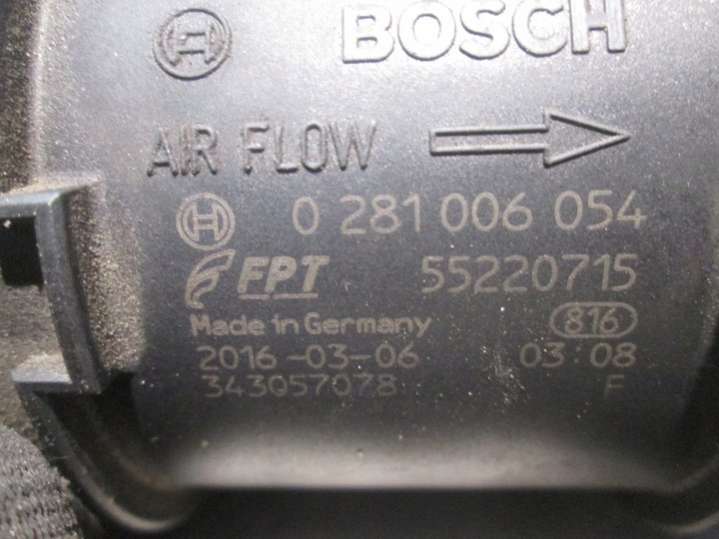 BOSCH
AIR FLOW
0 281 006 054
FPT 55220715
Made in Germany 816
2016-03-06 03:08
343057078 F